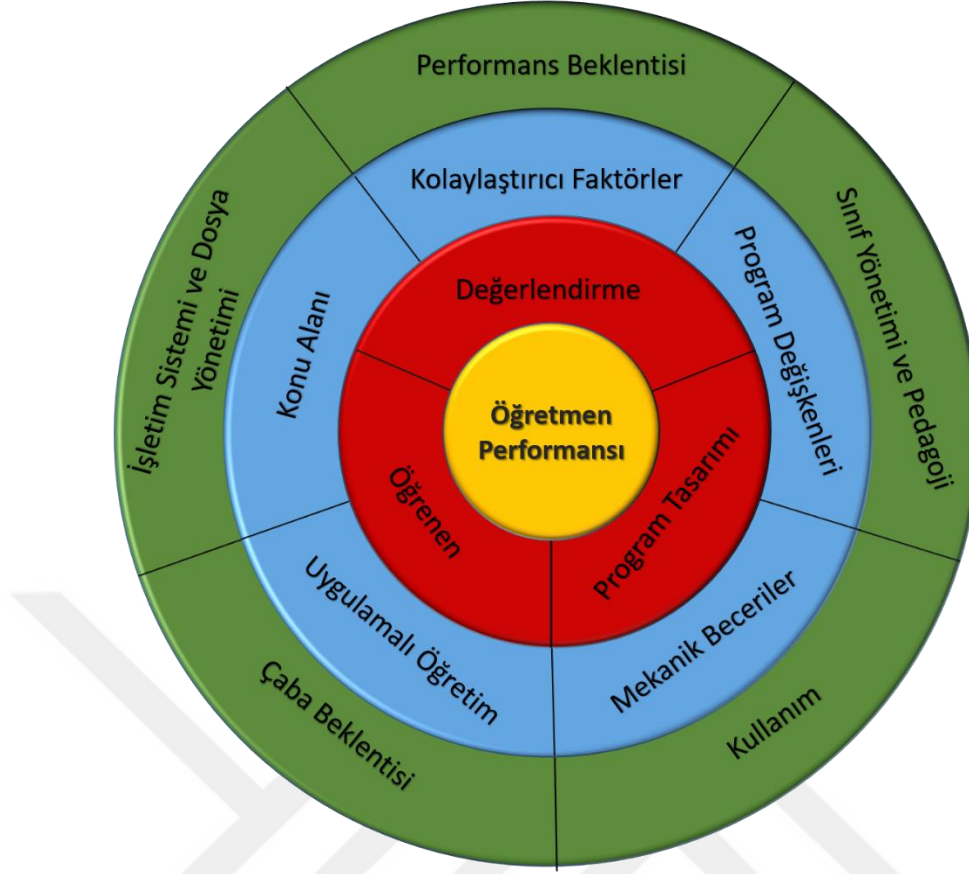 Performans Beklentisi
Kolaylaştırıcı Faktörler
Değerlendirme
Öğretmen
Performansı
İşletim Sistemi ve Dosya
Yönetimi
Konu Alanı
Program Değişkenleri
Sınıf Yönetimi ve Pedagoji
Öğrenen
Program Tasarımı
Uygulamalı Öğretim
Mekanik Beceriler
Çaba Beklentisi
Kullanım